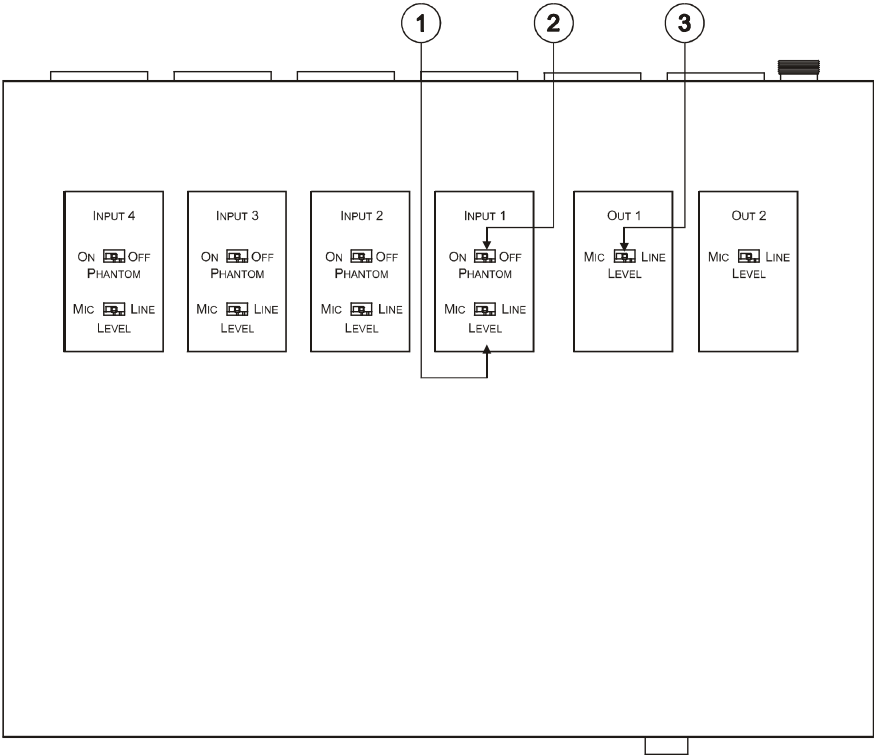 1 2 3
INPUT 4
ON OFF
PHANTOM
MIC LINE
LEVEL
INPUT 3
ON OFF
PHANTOM
MIC LINE
LEVEL
INPUT 2
ON OFF
PHANTOM
MIC LINE
LEVEL
INPUT 1
ON OFF
PHANTOM
MIC LINE
LEVEL
OUT 1
MIC LINE
LEVEL
OUT 2
MIC LINE
LEVEL